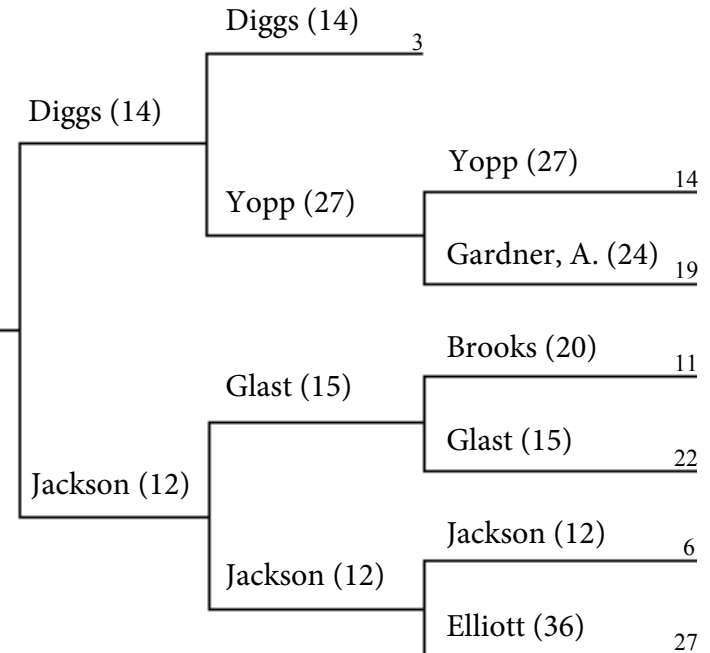 Diggs (14)
3
Diggs (14)
Yopp (27)
14
Yopp (27)
Gardner, A. (24)
19
Brooks (20)
11
Glast (15)
Glast (15)
22
Jackson (12)
Jackson (12)
6
Jackson (12)
Elliott (36)
27